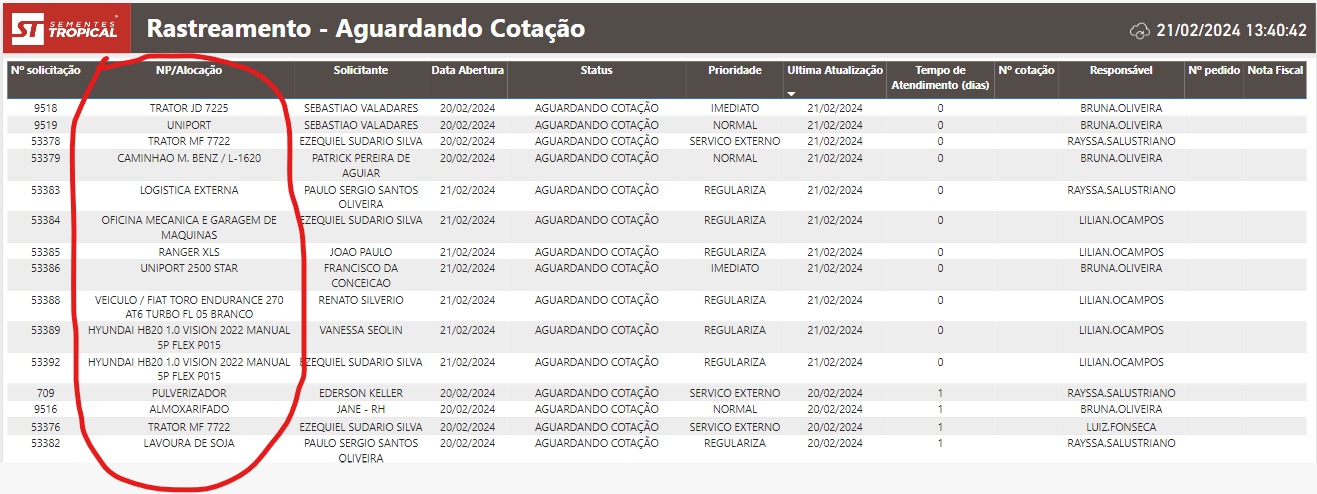 ST SEMENTES TROPICAL Rastreamento - Aguardando Cotação 21/02/2024 13:40:42
Nº solicitação NP/Alocação Solicitante Data Abertura Status Prioridade Ultima Atualização Tempo de Atendimento (dias) Nº cotação Responsável Nº pedido Nota Fiscal
9518 TRATOR JD 7225 SEBASTIAO VALADARES 20/02/2024 AGUARDANDO COTAÇÃO IMEDIATO 21/02/2024 0 BRUNA.OLIVEIRA
9519 UNIPORT SEBASTIAO VALADARES 20/02/2024 AGUARDANDO COTAÇÃO NORMAL 21/02/2024 0 BRUNA.OLIVEIRA
53378 TRATOR MF 7722 EZEQUIEL SUDARIO SILVA 20/02/2024 AGUARDANDO COTAÇÃO SERVICO EXTERNO 21/02/2024 0 RAYSSA.SALUSTRIANO
53379 CAMINHAO M. BENZ / L-1620 PATRICK PEREIRA DE AGUIAR 20/02/2024 AGUARDANDO COTAÇÃO NORMAL 21/02/2024 0 BRUNA.OLIVEIRA
53383 LOGISTICA EXTERNA PAULO SERGIO SANTOS OLIVEIRA 21/02/2024 AGUARDANDO COTAÇÃO REGULARIZA 21/02/2024 0 RAYSSA.SALUSTRIANO
53384 OFICINA MECANICA E GARAGEM DE MAQUINAS EZEQUIEL SUDARIO SILVA 21/02/2024 AGUARDANDO COTAÇÃO REGULARIZA 21/02/2024 0 LILIAN.OCAMPOS
53385 RANGER XLS JOAO PAULO 21/02/2024 AGUARDANDO COTAÇÃO REGULARIZA 21/02/2024 0 LILIAN.OCAMPOS
53386 UNIPORT 2500 STAR FRANCISCO DA CONCEICAO 21/02/2024 AGUARDANDO COTAÇÃO IMEDIATO 21/02/2024 0 BRUNA.OLIVEIRA
53388 VEICULO / FIAT TORO ENDURANCE 270 AT6 TURBO FL 05 BRANCO RENATO SILVERIO 21/02/2024 AGUARDANDO COTAÇÃO REGULARIZA 21/02/2024 0 LILIAN.OCAMPOS
53389 HYUNDAI HB20 1.0 VISION 2022 MANUAL 5P FLEX P015 VANESSA SEOLIN 21/02/2024 AGUARDANDO COTAÇÃO REGULARIZA 21/02/2024 0 LILIAN.OCAMPOS
53392 HYUNDAI HB20 1.0 VISION 2022 MANUAL 5P FLEX P015 EZEQUIEL SUDARIO SILVA 21/02/2024 AGUARDANDO COTAÇÃO REGULARIZA 21/02/2024 0 LILIAN.OCAMPOS
709 PULVERIZADOR EDERSON KELLER 20/02/2024 AGUARDANDO COTAÇÃO SERVICO EXTERNO 20/02/2024 1 RAYSSA.SALUSTRIANO
9516 ALMOXARIFADO JANE - RH 20/02/2024 AGUARDANDO COTAÇÃO NORMAL 20/02/2024 1 BRUNA.OLIVEIRA
53376 TRATOR MF 7722 EZEQUIEL SUDARIO SILVA 20/02/2024 AGUARDANDO COTAÇÃO SERVICO EXTERNO 20/02/2024 1 LUIZ.FONSECA
53382 LAVOURA DE SOJA PAULO SERGIO SANTOS OLIVEIRA 20/02/2024 AGUARDANDO COTAÇÃO REGULARIZA 20/02/2024 1 RAYSSA.SALUSTRIANO